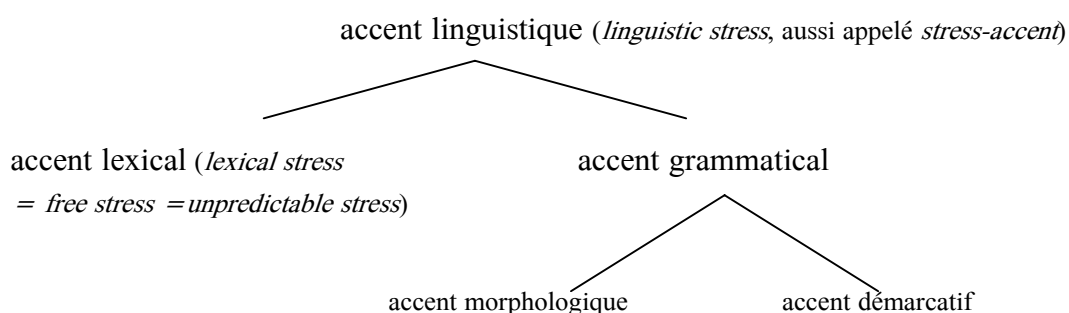 accent linguistique (linguistic stress, aussi appelé stress-accent)
accent lexical (lexical stress
= free stress =unpredictable stress)
accent grammatical
accent morphologique
accent démarcatif